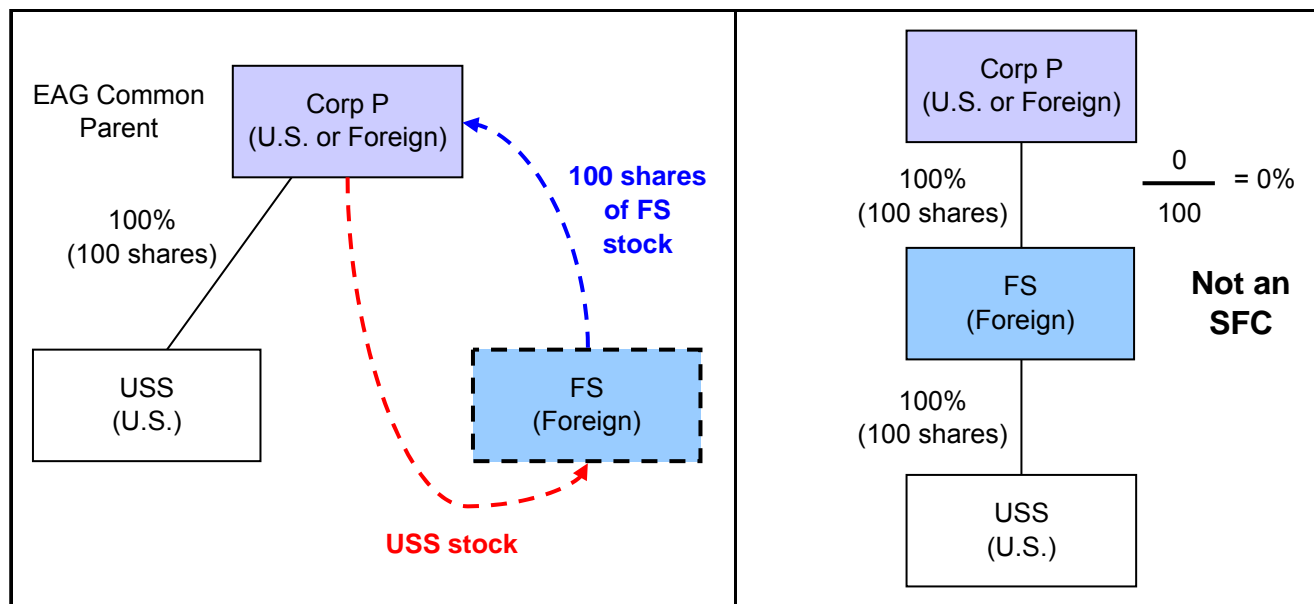 EAG Common
Parent
Corp P
(U.S. or Foreign)
100 shares
of FS
stock
100%
(100 shares)
USS
(U.S.)
FS
(Foreign)
USS stock
Corp P
(U.S. or Foreign)
100%
(100 shares)
0
100
= 0%
FS
(Foreign)
Not an
SFC
100%
(100 shares)
USS
(U.S.)